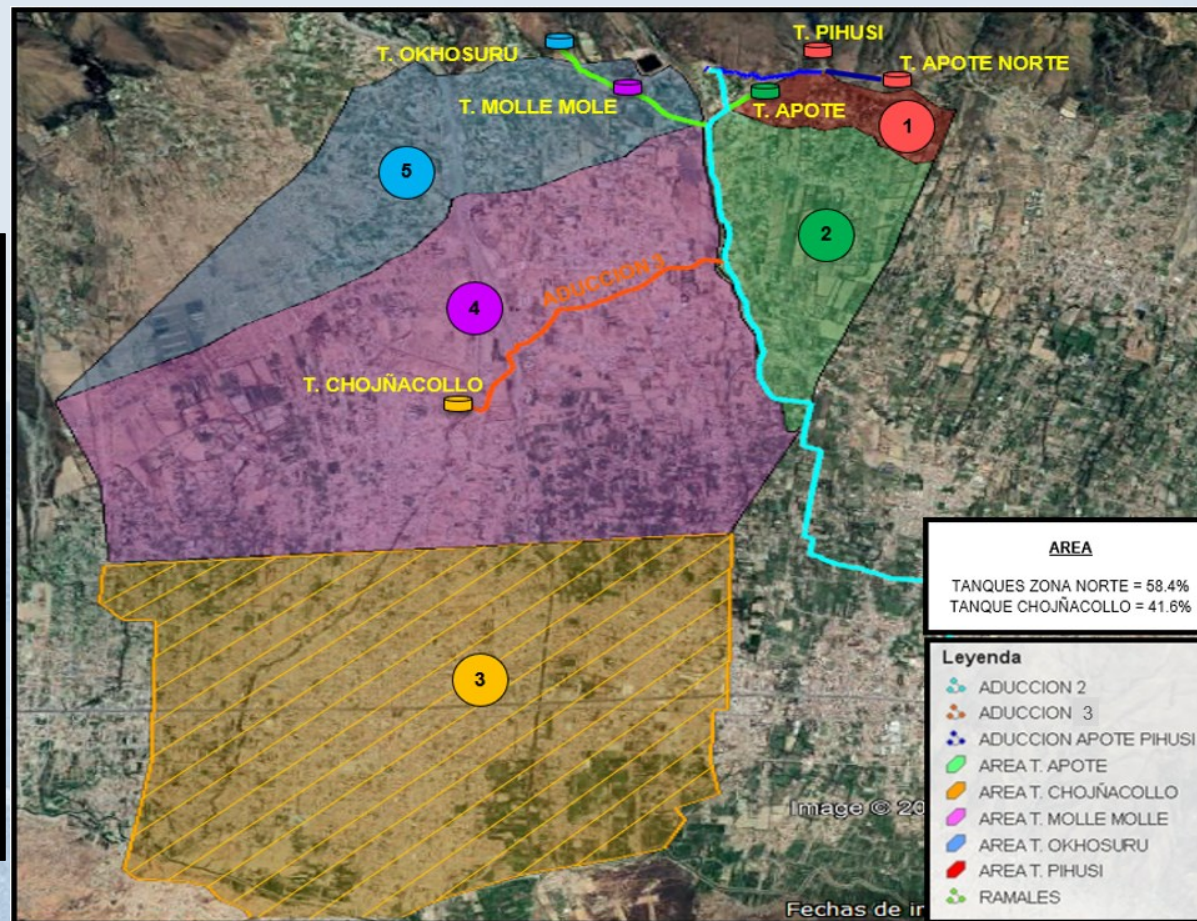 T. PIHUSI
T. OKHOSURU
T. APOTE NORTE
T. MOLLE MOLE
T. APOTE
1
5
2
ADUCCION 3
4
T. CHOJÑACOLLO
3
AREA
TANQUES ZONA NORTE = 58.4%
TANQUE CHOJÑACOLLO = 41.6%
Leyenda
ADUCCION 2
ADUCCION 3
ADUCCION APOTE PIHUSI
AREA T. APOTE
AREA T. CHOJÑACOLLO
AREA T. MOLLE MOLLE
AREA T. OKHOSURU
AREA T. PIHUSI
RAMALES
Image © 20
Fechas de